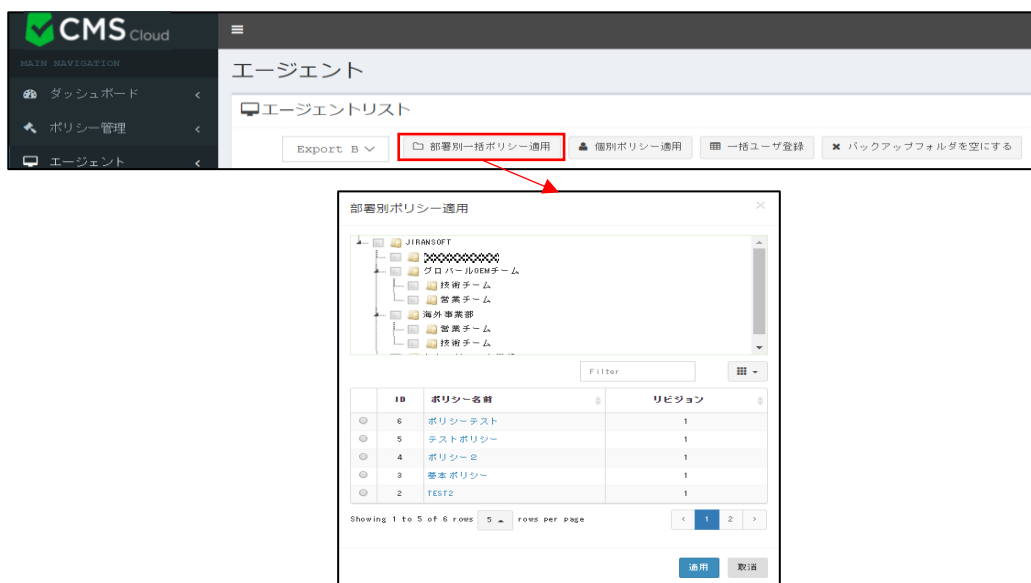 CMS Cloud
MAIN NAVIGATION
ダッシュボード
ポリシー管理
エージェント
エージェント
エージェントリスト
Export B
部署別一括ポリシー適用
個別ポリシー適用
一括ユーザ登録
バックアップフォルダを空にする
部署別ポリシー適用
JIRANSOFT
グロバールOEMチーム
技術チーム
営業チーム
海外事業部
営業チーム
技術チーム
Filter
ID ポリシー名前 リビジョン
6 ポリシーテスト 1
5 テストポリシー 1
4 ポリシー2 1
3 基本ポリシー 1
2 TEST2 1
Showing 1 to 5 of 6 rows 5 rows per page
‹ 1 2 ›
適用 取消